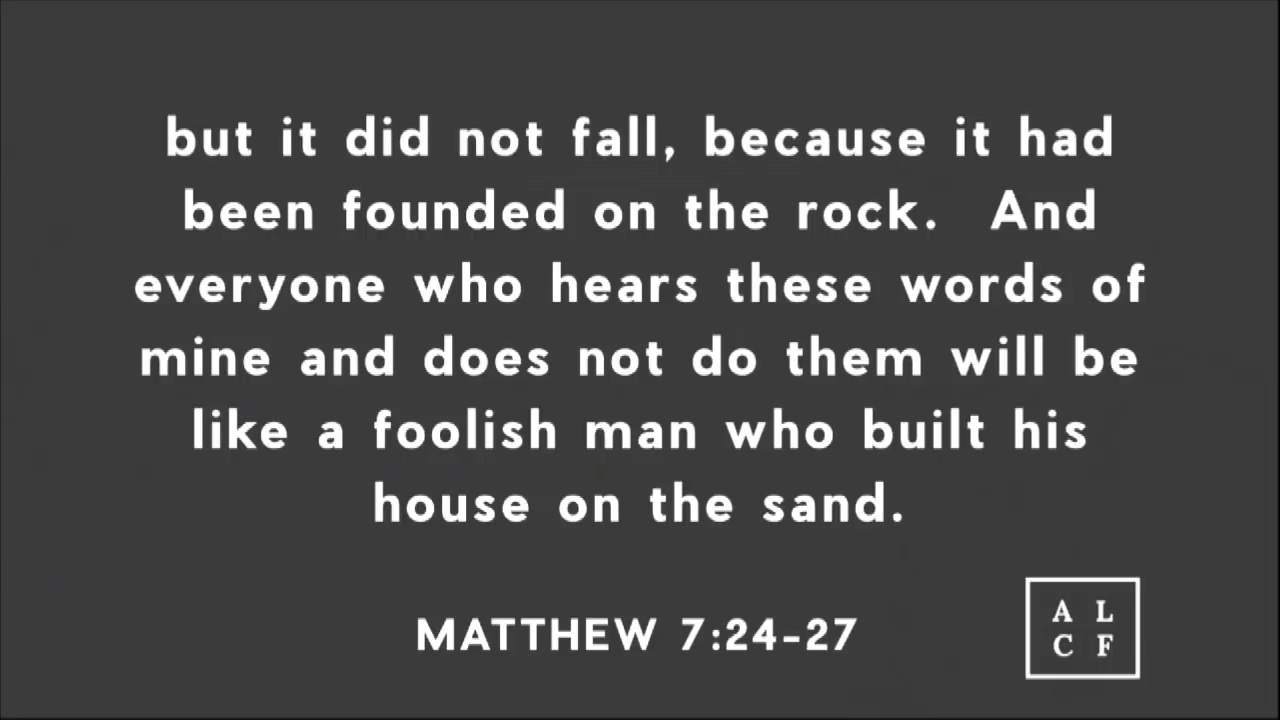 but it did not fall, because it had
been founded on the rock.  And
everyone who hears these words of
mine and does not do them will be
like a foolish man who built his
house on the sand.
MATTHEW 7:24-27
A L
C F